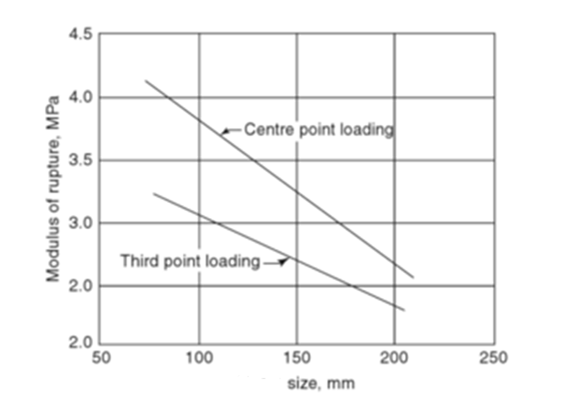 Modulus of rupture, MPa
4.5
4.0
3.5
3.0
2.0
2.0
Centre point loading
Third point loading
50 100 150 200 250
size, mm